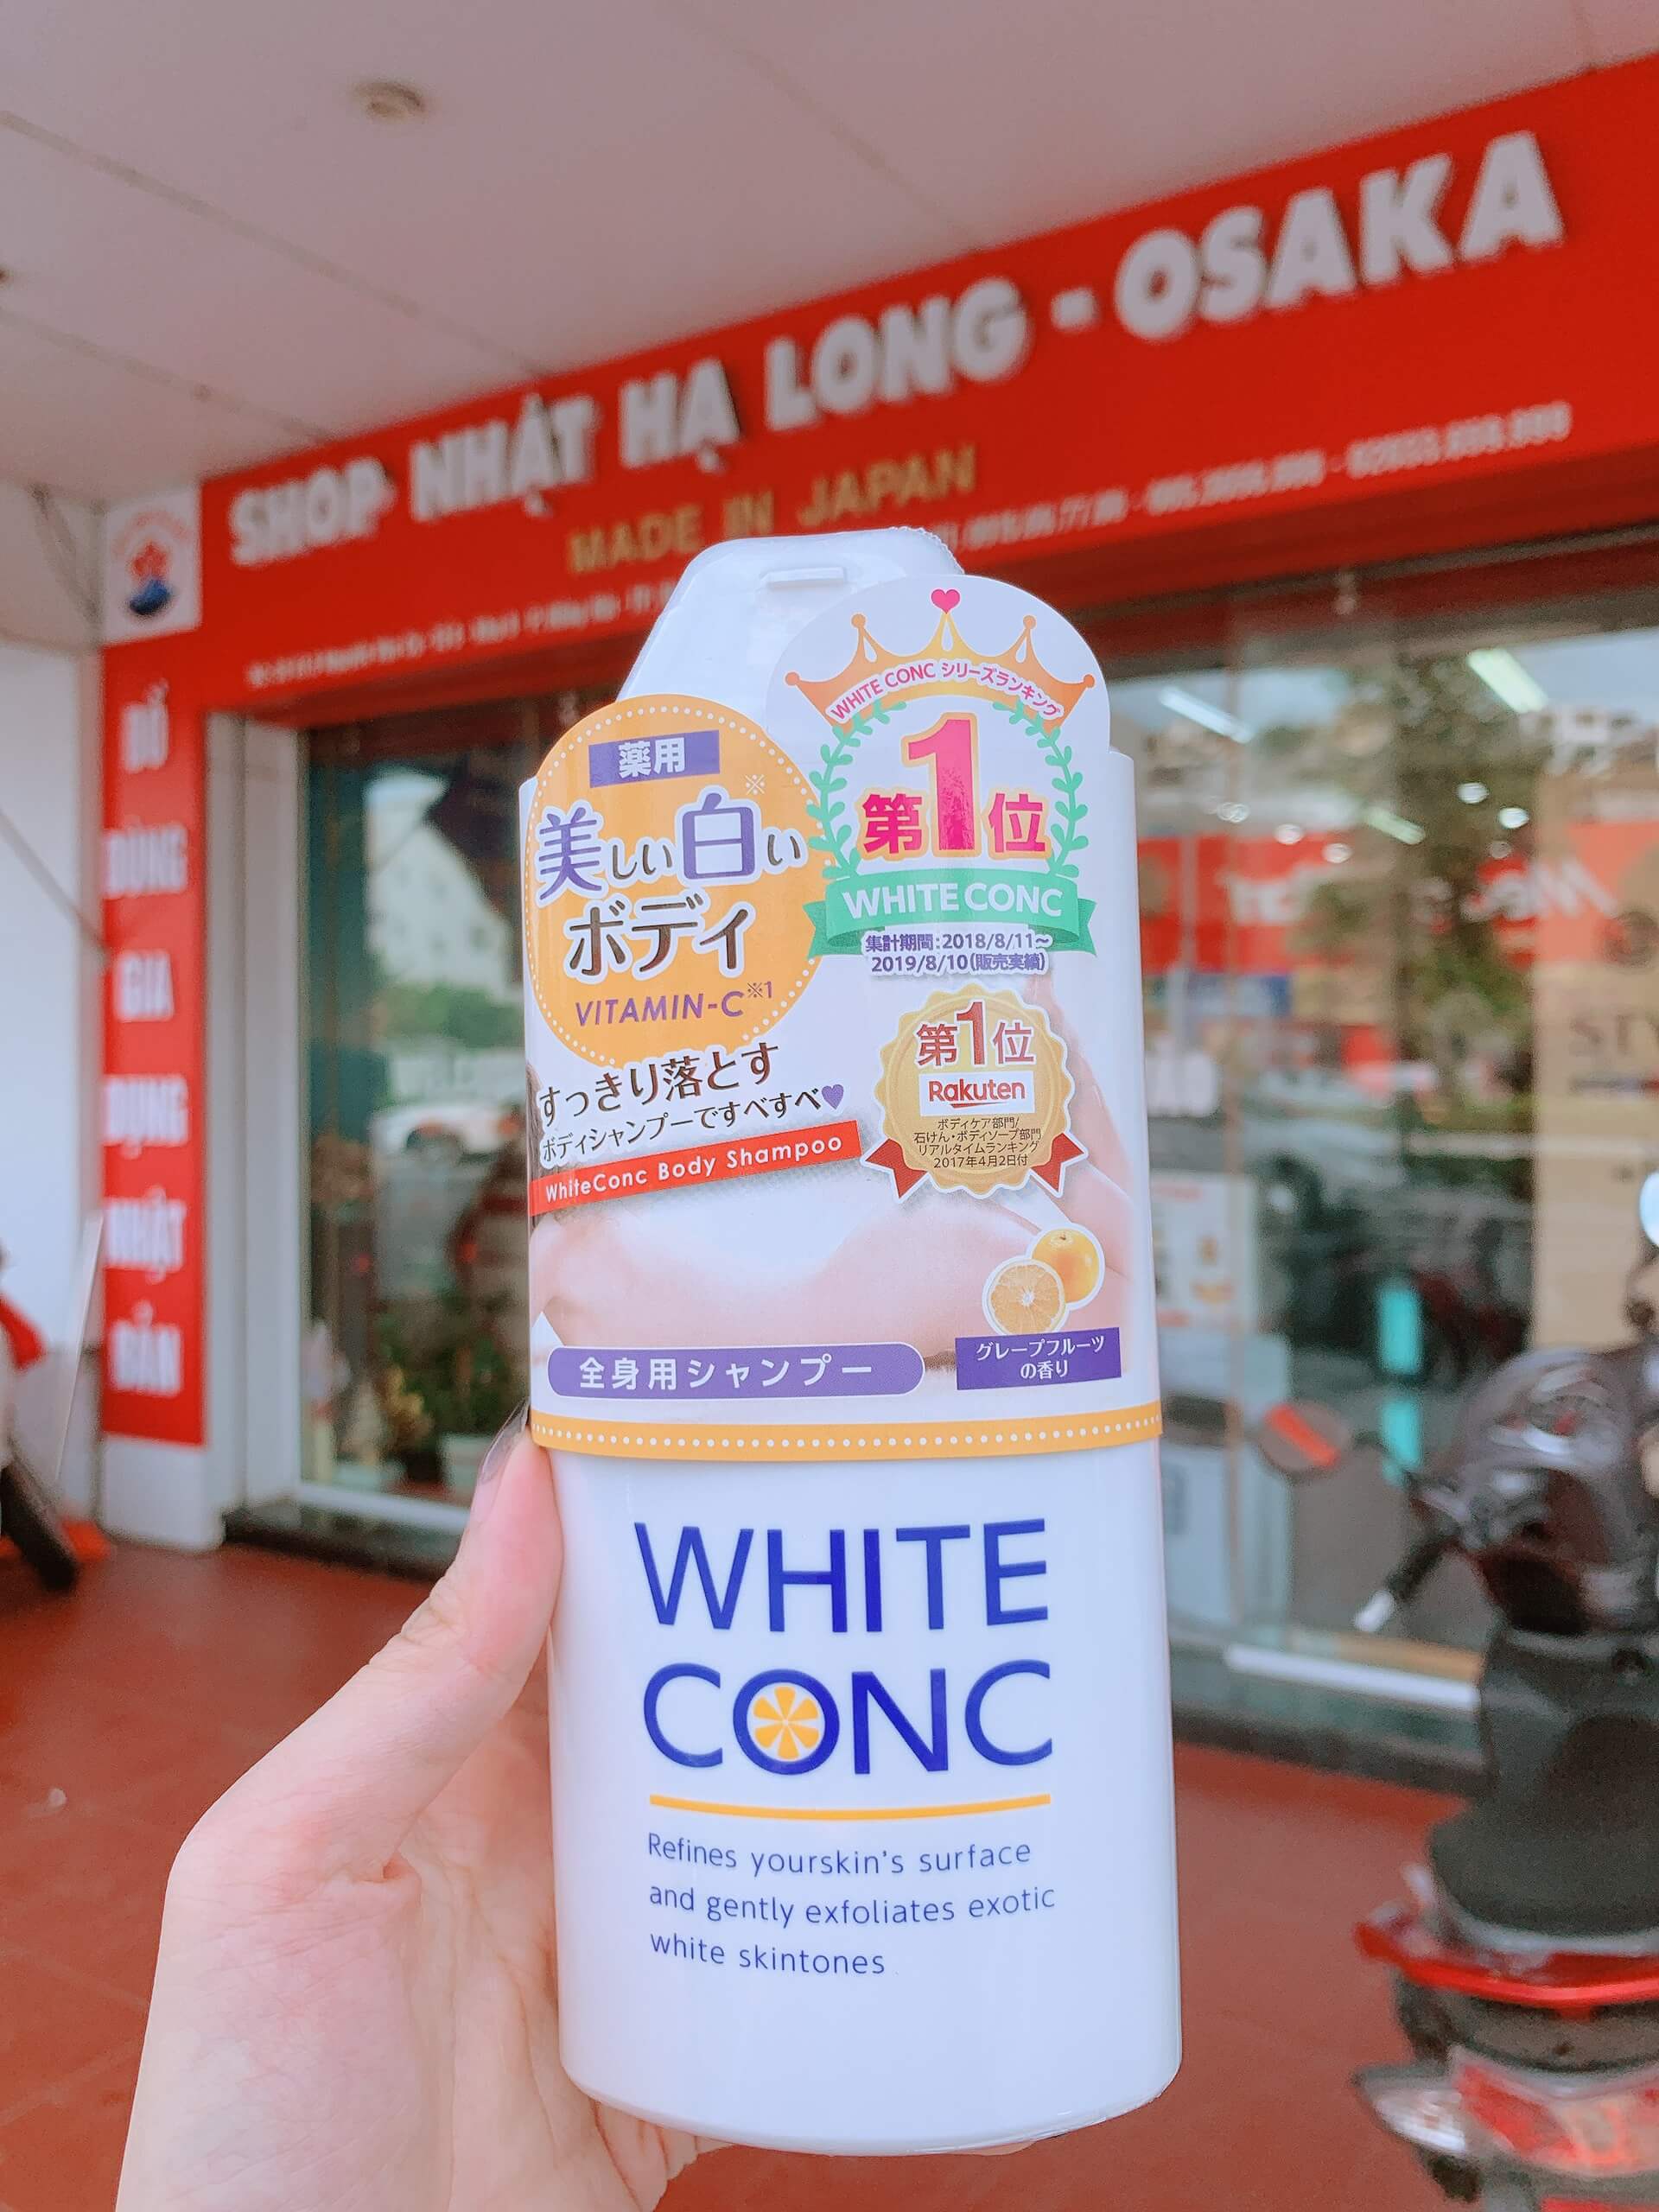 SHOP NHẬT HẠ LONG - OSAKA
MADE IN JAPAN
ĐỒ
DÙNG
GIA
DỤNG
NHẬT
BẢN
WHITE CONC シリーズランキング
第1位
WHITE CONC
集計期間:2018/8/11～
2019/8/10(販売実績)
薬用
美しい白い※
ボディ
VITAMIN-C※1
すっきり落とす
ボディシャンプーですべすべ
WhiteConc Body Shampoo
第1位
Rakuten
ボディケア部門/
石けん・ボディソープ部門
リアルタイムランキング
2017年4月2日付
全身用シャンプー
グレープフルーツ
の香り
WHITE
CONC
Refines yourskin's surface
and gently exfoliates exotic
white skintones